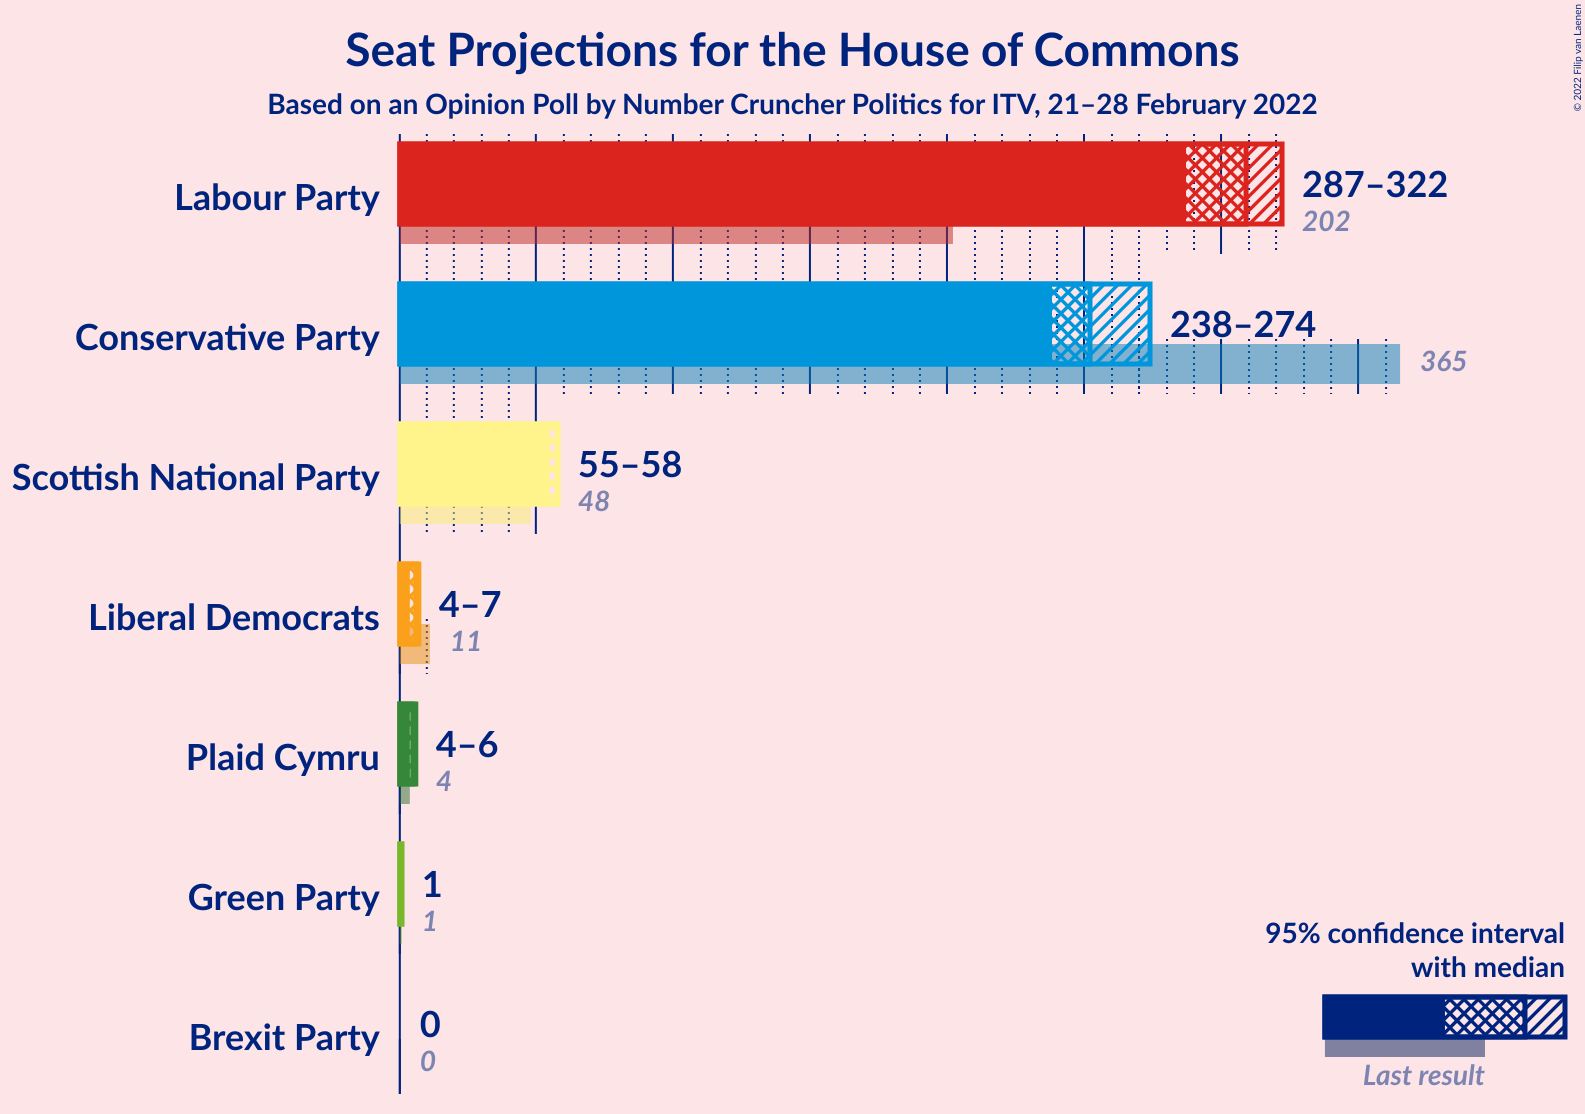 Seat Projections for the House of Commons
Based on an Opinion Poll by Number Cruncher Politics for ITV, 21–28 February 2022
© 2022 Filip van Laenen
Labour Party
287–322
202
Conservative Party
238–274
365
Scottish National Party
55–58
48
Liberal Democrats
4–7
11
Plaid Cymru
4–6
4
Green Party
1
1
Brexit Party
0
0
95% confidence interval
with median
Last result